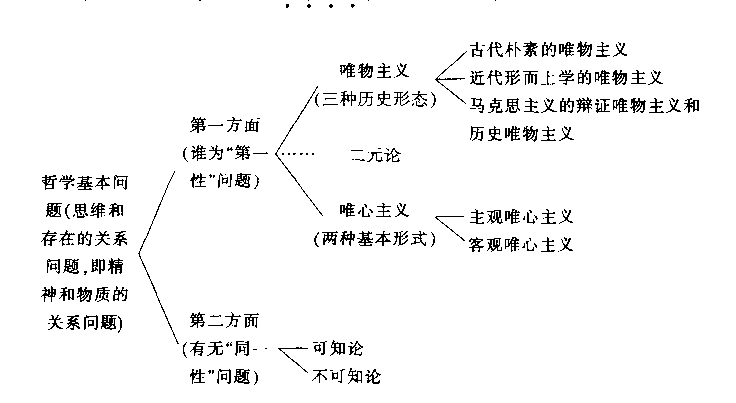 哲学基本问
题(思维和
存在的关系
问题,即精
神和物质的
关系问题)
第一方面
(谁为“第一
性”问题)
唯物主义
(三种历史形态)
古代朴素的唯物主义
近代形而上学的唯物主义
马克思主义的辩证唯物主义和
历史唯物主义
二元论
唯心主义
(两种基本形式)
主观唯心主义
客观唯心主义
第二方面
(有无“同一
性”问题)
可知论
不可知论